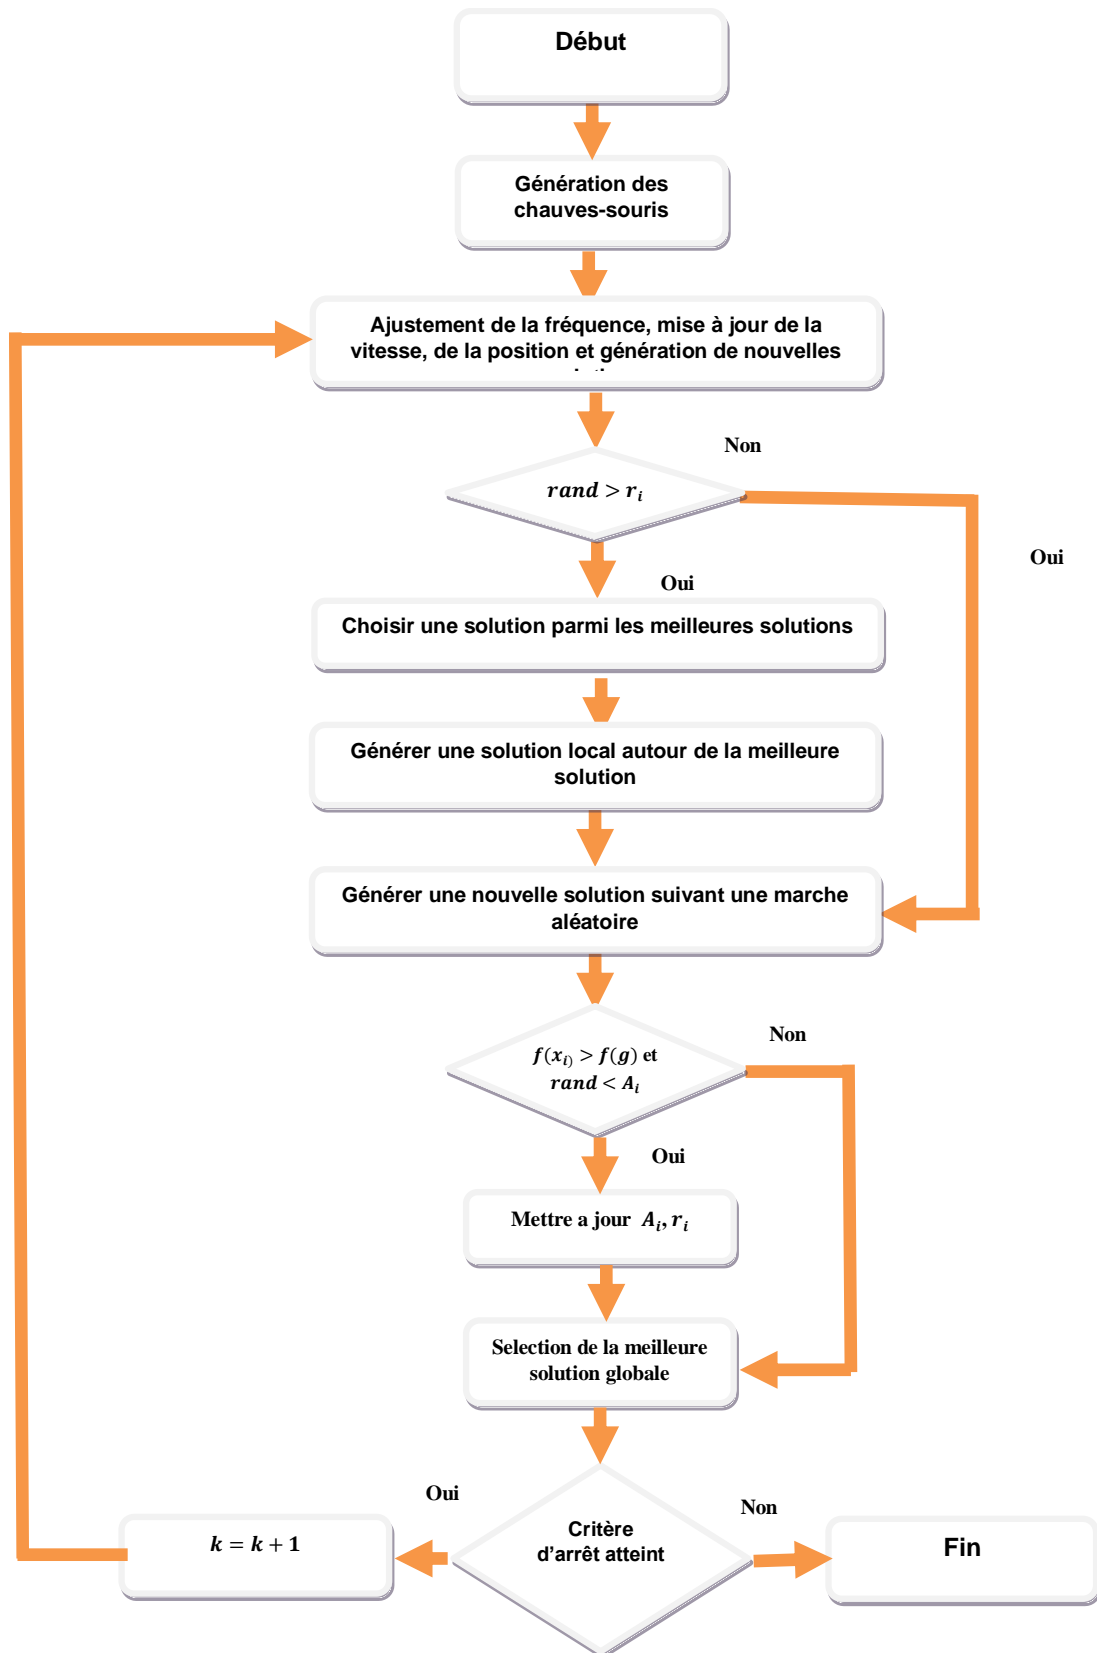 Début
Génération des
chauves-souris
Ajustement de la fréquence, mise à jour de la
vitesse, de la position et génération de nouvelles
Non
rand > r_i
Oui
Oui
Choisir une solution parmi les meilleures solutions
Générer une solution local autour de la meilleure
solution
Générer une nouvelle solution suivant une marche
aléatoire
Non
f(x_i) > f(g) et
rand < A_i
Oui
Mettre a jour A_i, r_i
Selection de la meilleure
solution globale
Oui
Non
Critère
d'arrêt atteint
k = k + 1
Fin